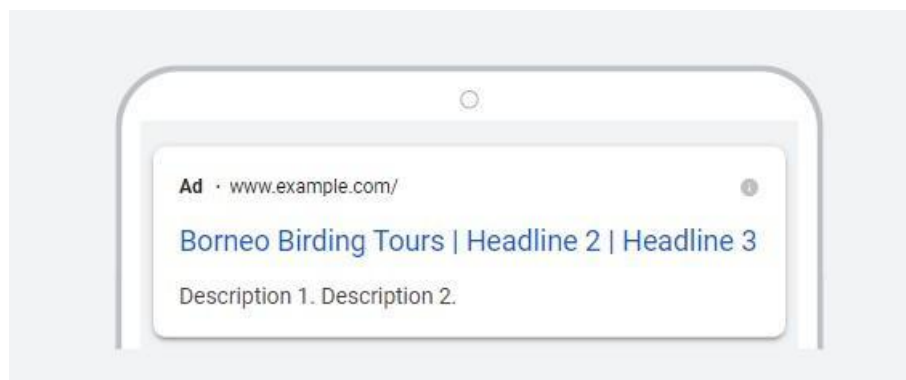 Ad · www.example.com/
Borneo Birding Tours | Headline 2 | Headline 3
Description 1. Description 2.